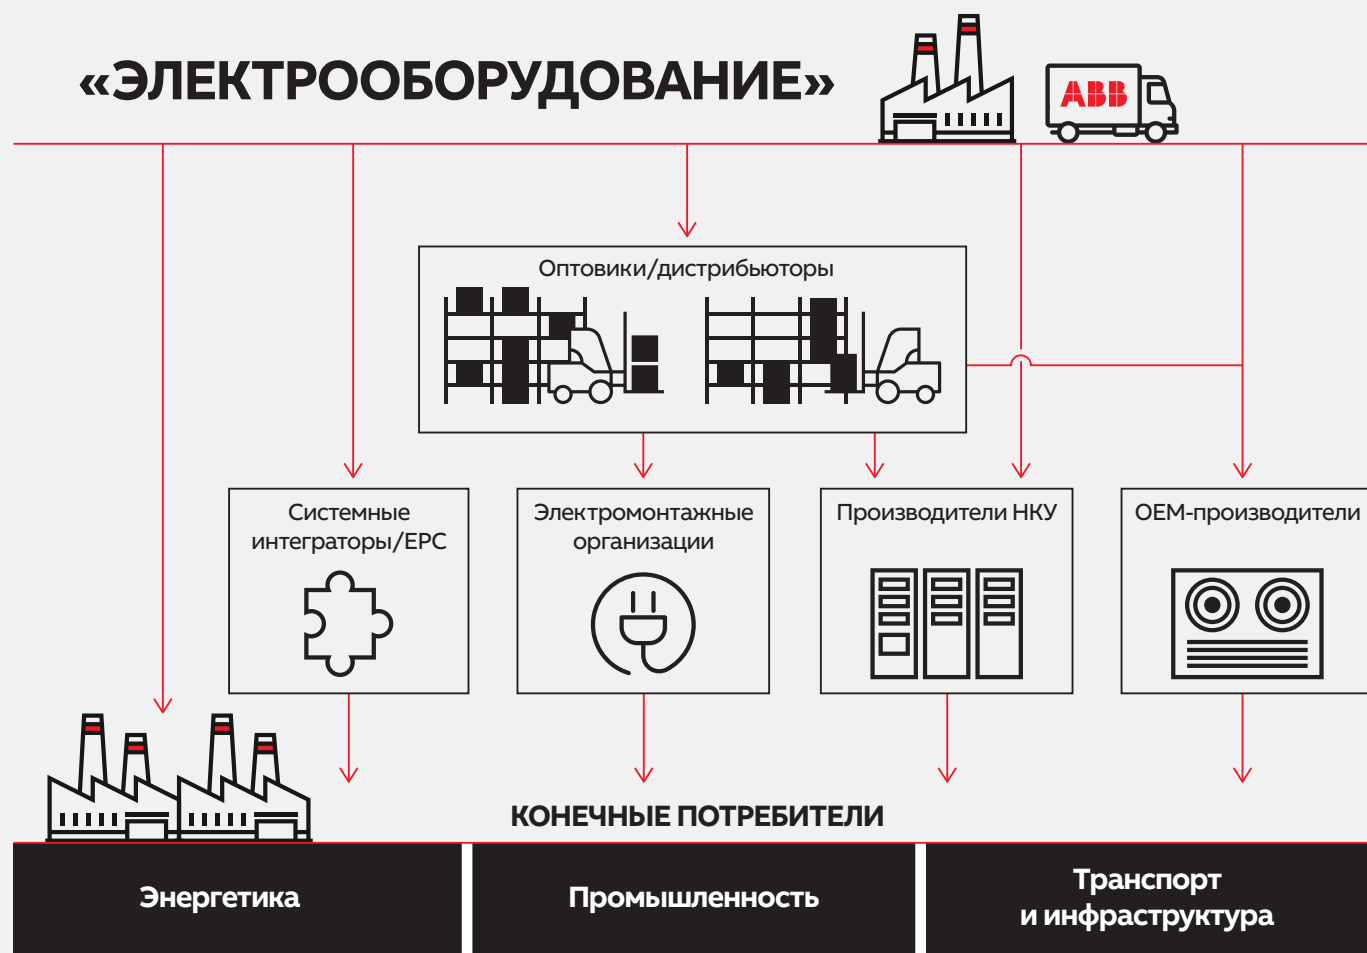 «ЭЛЕКТРООБОРУДОВАНИЕ»
ABB
Оптовики/дистрибьюторы
Системные
интеграторы/EPC
Электромонтажные
организации
Производители НКУ
OEM-производители
КОНЕЧНЫЕ ПОТРЕБИТЕЛИ
Энергетика
Промышленность
Транспорт
и инфраструктура